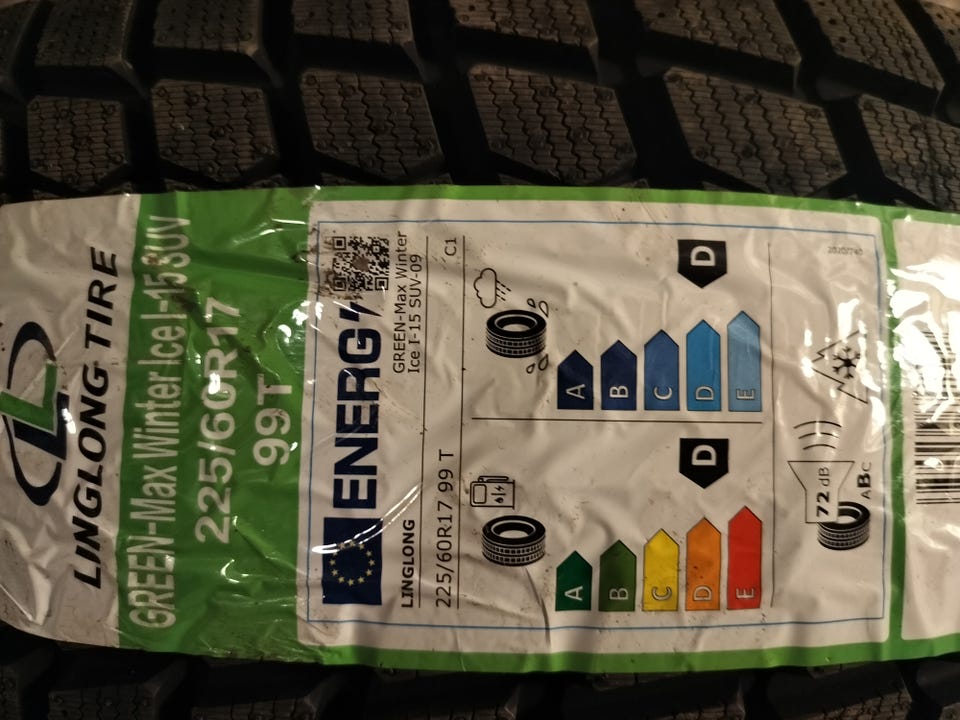 LINGLONG TIRE
GREEN-Max Winter Ice I-15 SUV
225/60R17
99T
ENERG
LINGLONG
GREEN-Max Winter
Ice I-15 SUV-09
225/60R17 99 T
C1
A
B
C
D
E
D
A
B
C
D
E
D
72 dB
ABC
2020/740